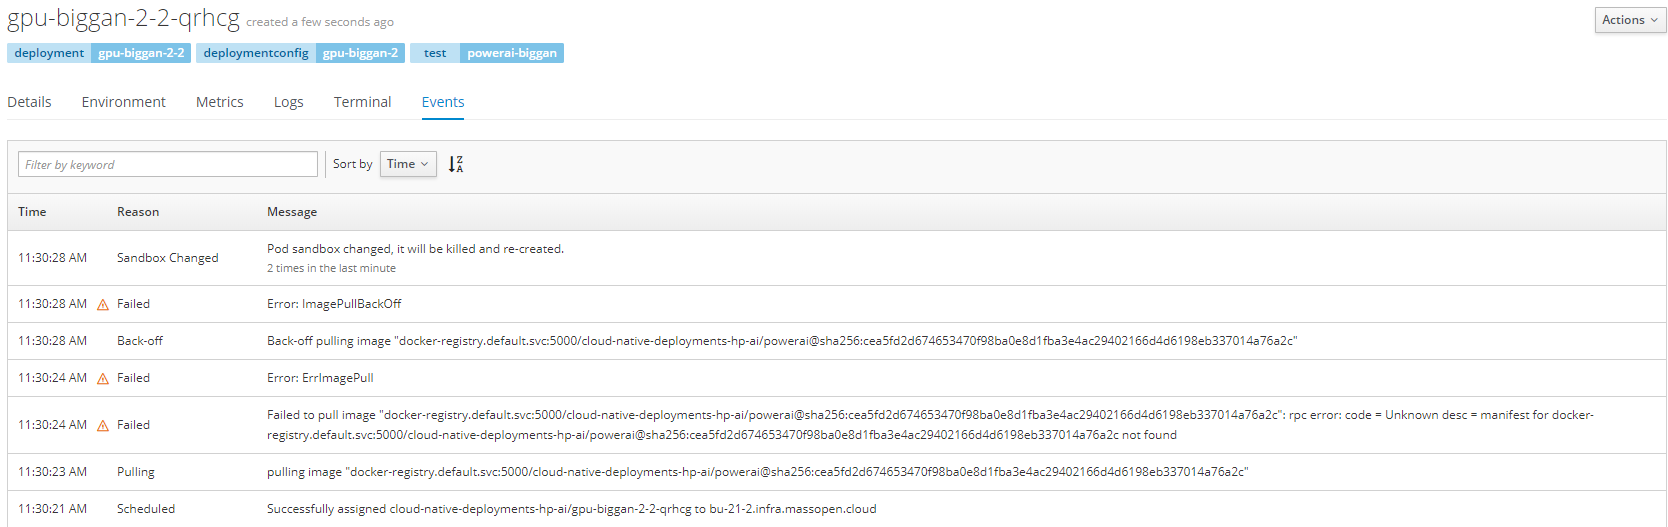 gpu-biggan-2-2-qrhcg created a few seconds ago
Actions
deployment gpu-biggan-2-2 deploymentconfig gpu-biggan-2 test powerai-biggan
Details Environment Metrics Logs Terminal Events
Filter by keyword Sort by Time
Time Reason Message
11:30:28 AM Sandbox Changed Pod sandbox changed, it will be killed and re-created.
2 times in the last minute
11:30:28 AM Failed Error: ImagePullBackOff
11:30:28 AM Back-off Back-off pulling image "docker-registry.default.svc:5000/cloud-native-deployments-hp-ai/powerai@sha256:cea5fd2d674653470f98ba0e8d1fba3e4ac29402166d4d6198eb337014a76a2c"
11:30:24 AM Failed Error: ErrImagePull
11:30:24 AM Failed Failed to pull image "docker-registry.default.svc:5000/cloud-native-deployments-hp-ai/powerai@sha256:cea5fd2d674653470f98ba0e8d1fba3e4ac29402166d4d6198eb337014a76a2c": rpc error: code = Unknown desc = manifest for docker-
registry.default.svc:5000/cloud-native-deployments-hp-ai/powerai@sha256:cea5fd2d674653470f98ba0e8d1fba3e4ac29402166d4d6198eb337014a76a2c not found
11:30:23 AM Pulling pulling image "docker-registry.default.svc:5000/cloud-native-deployments-hp-ai/powerai@sha256:cea5fd2d674653470f98ba0e8d1fba3e4ac29402166d4d6198eb337014a76a2c"
11:30:21 AM Scheduled Successfully assigned cloud-native-deployments-hp-ai/gpu-biggan-2-2-qrhcg to bu-21-2.infra.massopen.cloud